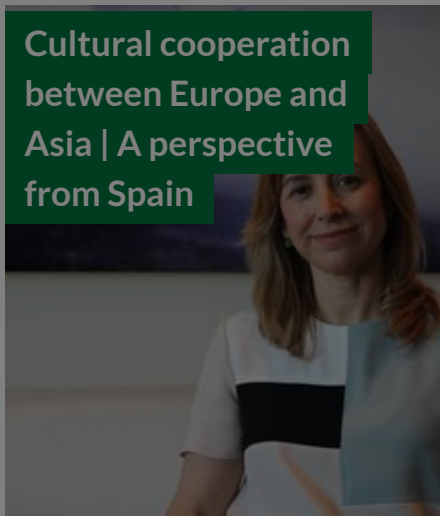 Cultural cooperation
between Europe and
Asia | A perspective
from Spain